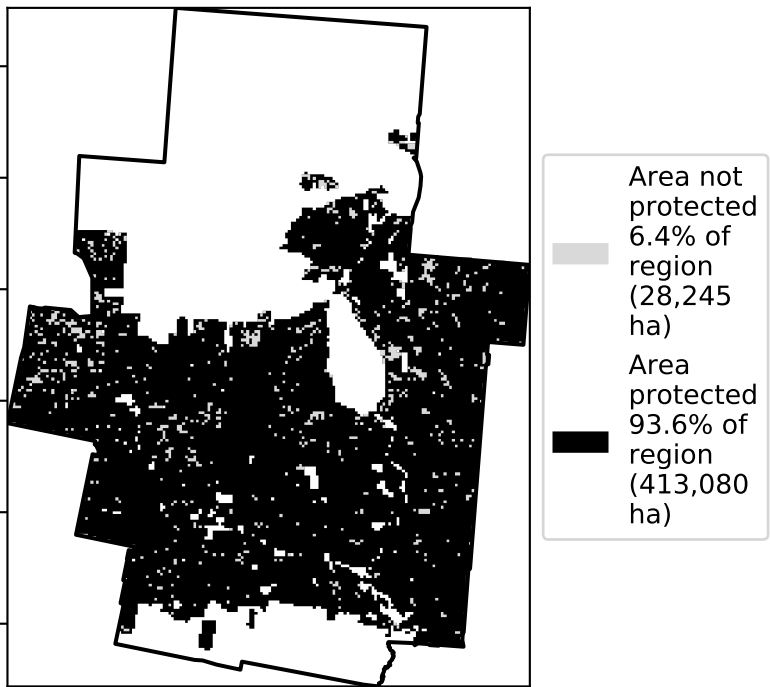 Area not
protected
6.4% of
region
(28,245
ha)
Area
protected
93.6% of
region
(413,080
ha)